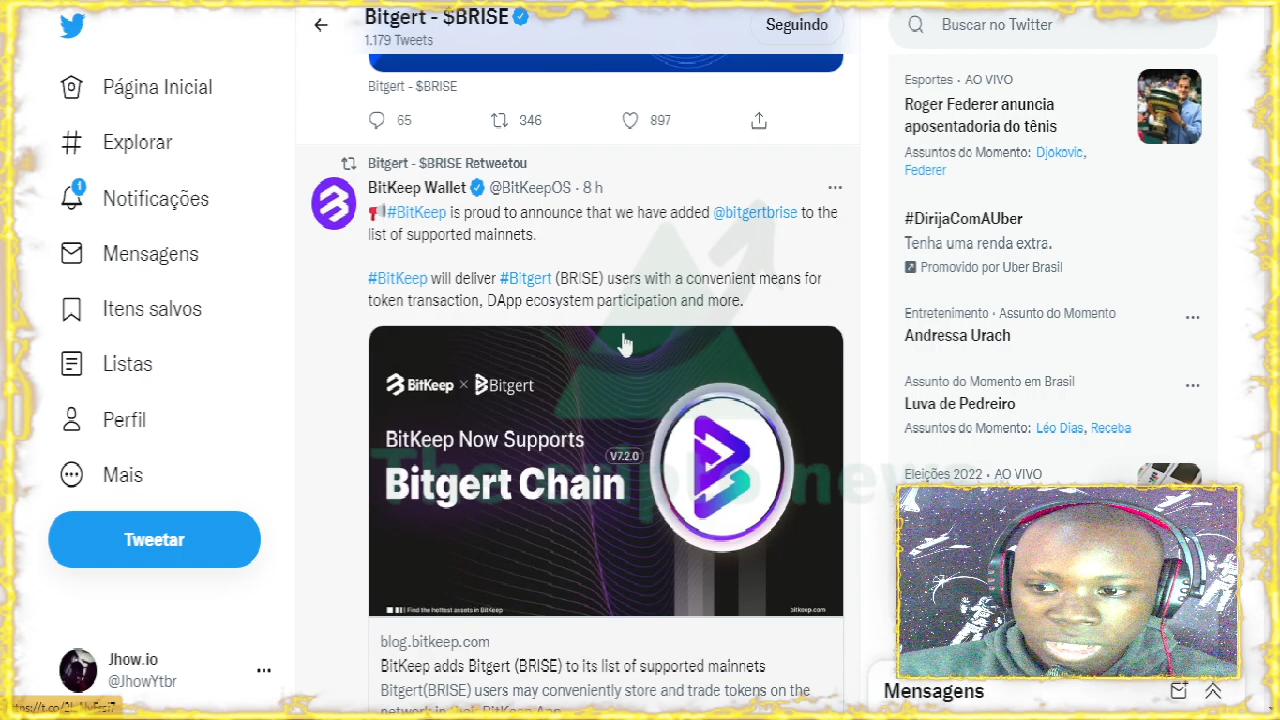 Bitgert - $BRISE
1.179 Tweets
Seguindo
Bitgert - $BRISE
65 346 897
Bitgert - $BRISE Retweetou
BitKeep Wallet @BitKeepOS · 8 h
#BitKeep is proud to announce that we have added @bitgertbrise to the
list of supported mainnets.
#BitKeep will deliver #Bitgert (BRISE) users with a convenient means for
token transaction, DApp ecosystem participation and more.
BitKeep × Bitgert
BitKeep Now Supports
V7.2.0
Bitgert Chain
Find the hottest assets in BitKeep
bitkeep.com
blog.bitkeep.com
BitKeep adds Bitgert (BRISE) to its list of supported mainnets
Bitgert(BRISE) users may conveniently store and trade tokens on the
network in
BitKeep App
Página Inicial
Explorar
1
Notificações
Mensagens
Itens salvos
Listas
Perfil
Mais
Tweetar
Jhow.io
@JhowYtbr
Buscar no Twitter
Esportes · AO VIVO
Roger Federer anuncia
aposentadoria do tênis
Assuntos do Momento: Djokovic,
Federer
#DirijaComAUber
Tenha uma renda extra.
Promovido por Uber Brasil
Entretenimento · Assunto do Momento
Andressa Urach
Assunto do Momento em Brasil
Luva de Pedreiro
Assuntos do Momento: Léo Dias, Receba
Eleições 2022 · AO VIVO
Mensagens